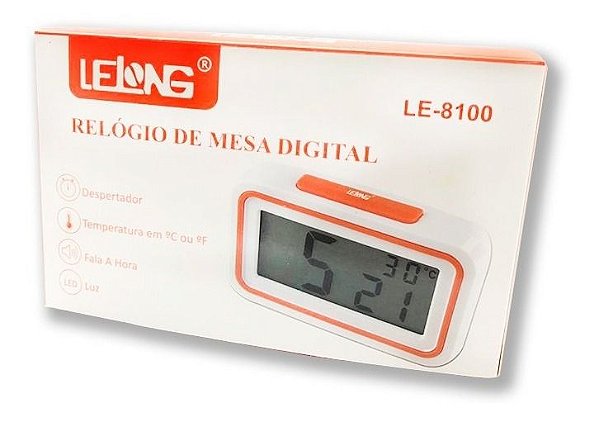 LELONG®
LE-8100
RELÓGIO DE MESA DIGITAL
Despertador
Temperatura em ºC ou ºF
Fala A Hora
LED Luz
LELONG
5 30 °C
21